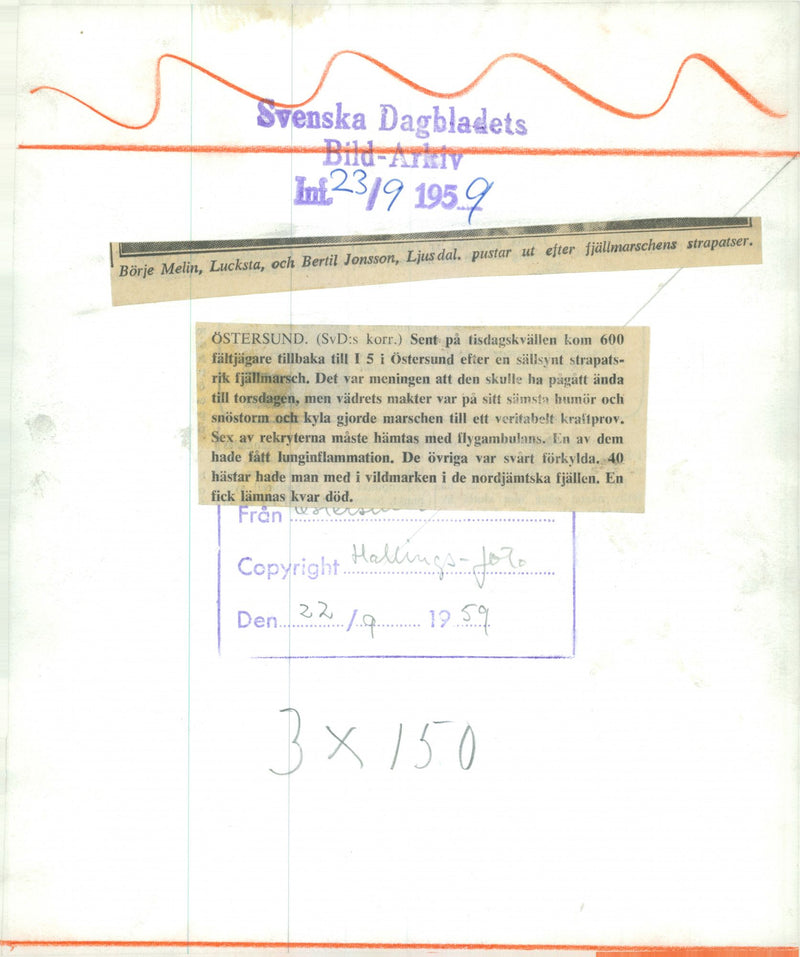 Svenska Dagbladets
Bild-Arkiv
Inf. 23/9 1959
Börje Melin, Lucksta, och Bertil Jonsson, Ljusdal. pustar ut efter fjällmarschens strapatser.
ÖSTERSUND. (SvD:s korr.) Sent på tisdagskvällen kom 600
fältjägare tillbaka till I 5 i Östersund efter en sällsynt strapats-
rik fjällmarsch. Det var meningen att den skulle ha pågått ända
till torsdagen, men vädrets makter var på sitt sämsta humör och
snöstorm och kyla gjorde marschen till ett veritabelt kraftprov.
Sex av rekryterna måste hämtas med flygambulans. En av dem
hade fått lunginflammation. De övriga var svårt förkylda. 40
hästar hade man med i vildmarken i de nordjämtska fjällen. En
fick lämnas kvar död.
Från
Copyright Hallings-foto
Den 22/9 1959
3 x 150